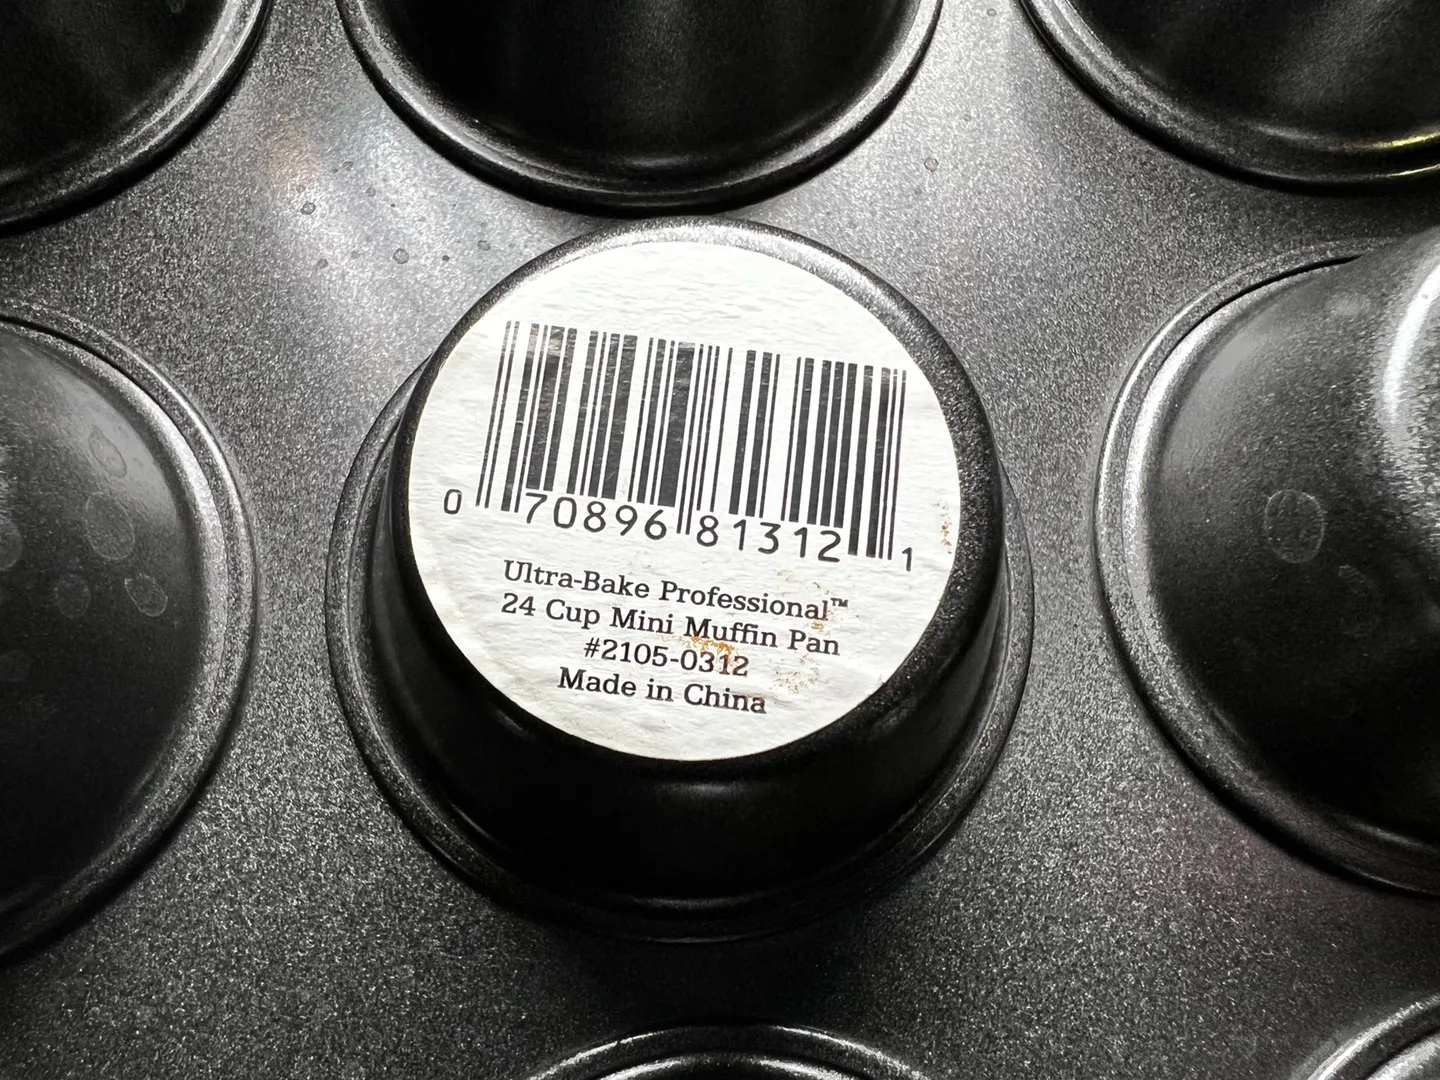 0 70896 81312 1
Ultra-Bake Professional™
24 Cup Mini Muffin Pan
#2105-0312
Made in China